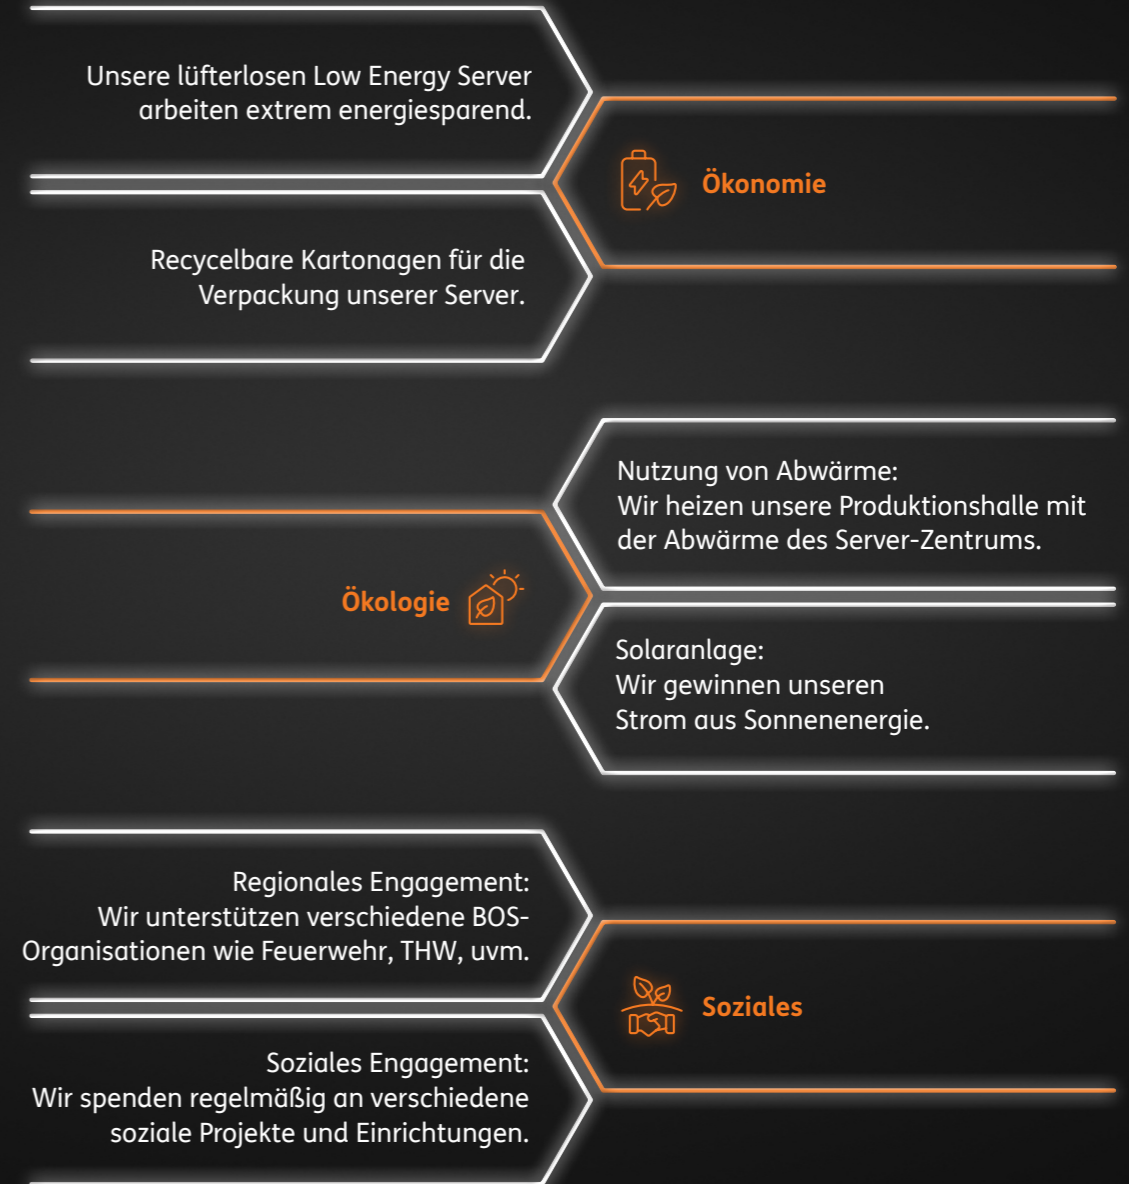 Unsere lüfterlosen Low Energy Server
arbeiten extrem energiesparend.
Ökonomie
Recycelbare Kartonagen für die
Verpackung unserer Server.
Nutzung von Abwärme:
Wir heizen unsere Produktionshalle mit
der Abwärme des Server-Zentrums.
Ökologie
Solaranlage:
Wir gewinnen unseren
Strom aus Sonnenenergie.
Regionales Engagement:
Wir unterstützen verschiedene BOS-
Organisationen wie Feuerwehr, THW, uvm.
Soziales
Soziales Engagement:
Wir spenden regelmäßig an verschiedene
soziale Projekte und Einrichtungen.